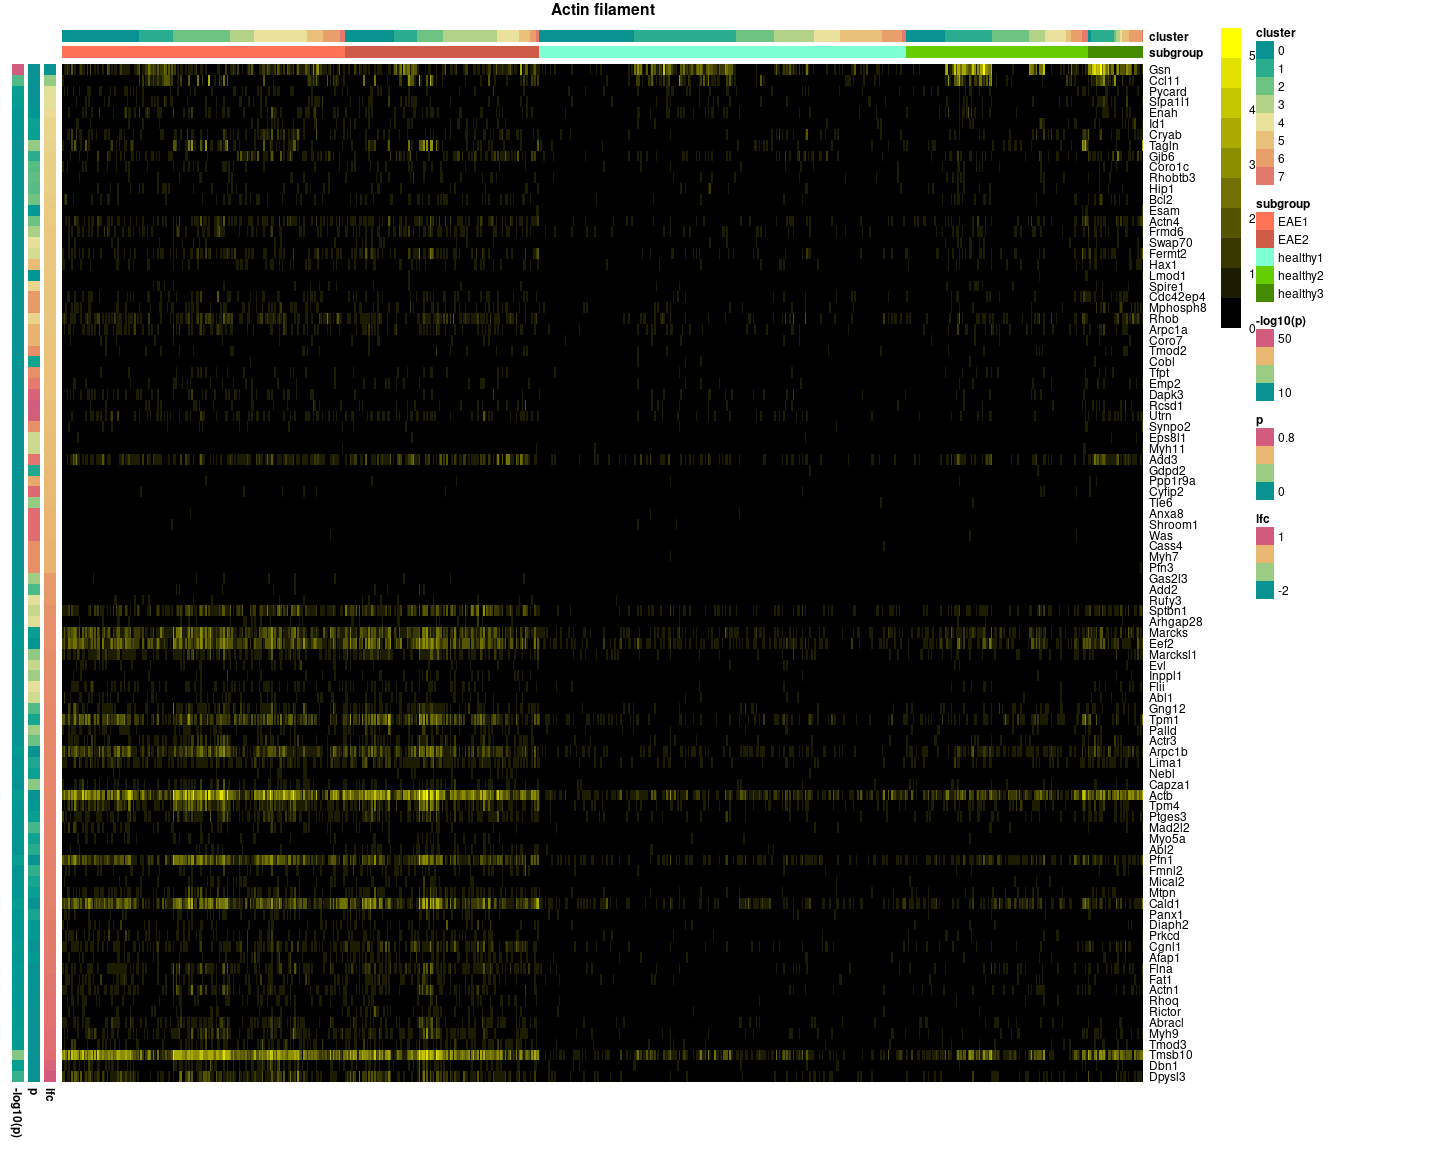 Actin filament
cluster
subgroup
Gsn
Ccl11
Pycard
Sipa1l1
Enah
Id1
Cryab
Tagln
Gjb6
Coro1c
Rhobtb3
Hip1
Bcl2
Esam
Actn4
Frmd6
Swap70
Fermt2
Hax1
Lmod1
Spire1
Cdc42ep4
Mphosph8
Rhob
Arpc1a
Coro7
Tmod2
Cobl
Tfpt
Emp2
Dapk3
Rcsd1
Utrn
Synpo2
Eps8l1
Myh11
Add3
Gdpd2
Ppp1r9a
Cyfip2
Tle6
Anxa8
Shroom1
Was
Cass4
Myh7
Pfn3
Gas2l3
Add2
Rufy3
Sptbn1
Arhgap28
Marcks
Eef2
Marcksl1
Evl
Inppl1
Flii
Abl1
Gng12
Tpm1
Palld
Actr3
Arpc1b
Lima1
Nebl
Capza1
Actb
Tpm4
Ptges3
Mad2l2
Myo5a
Abl2
Pfn1
Fmnl2
Mical2
Mtpn
Cald1
Panx1
Diaph2
Prkcd
Cgnl1
Afap1
Flna
Fat1
Actn1
Rhoq
Rictor
Abracl
Myh9
Tmod3
Tmsb10
Dbn1
Dpysl3
-log10(p)
p
lfc
5
4
3
2
1
0
cluster
0
1
2
3
4
5
6
7
subgroup
EAE1
EAE2
healthy1
healthy2
healthy3
-log10(p)
50
10
p
0.8
0
lfc
1
-2